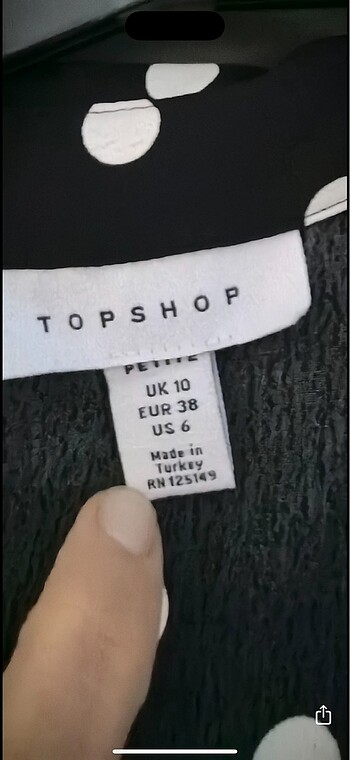 TOPSHOP
PETITE
UK 10
EUR 38
US 6
Made in
Turkey
RN 125149